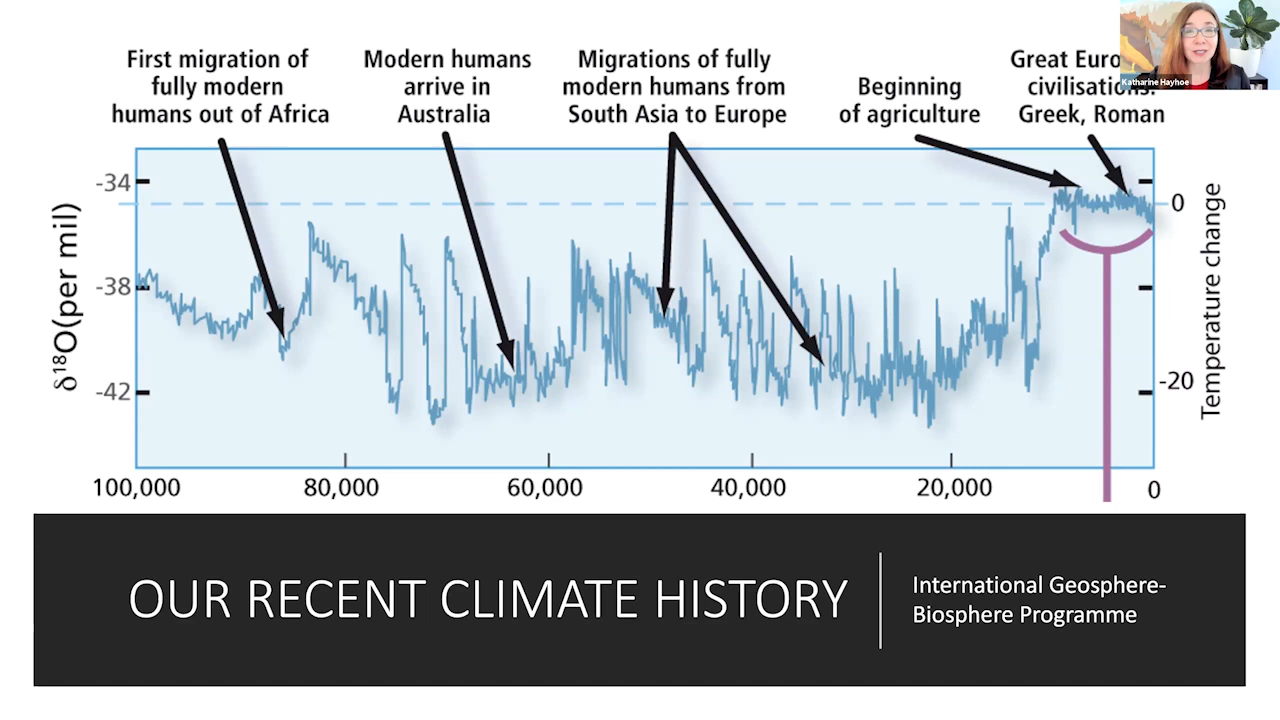 First migration of
fully modern
humans out of Africa
Modern humans
arrive in
Australia
Migrations of fully
modern humans from
South Asia to Europe
Beginning
of agriculture
Great Euro
civilisations:
Greek, Roman
Katharine Hayhoe
δ¹⁸O(per mil)
-34
-38
-42
0
-20
Temperature change
100,000
80,000
60,000
40,000
20,000
0
OUR RECENT CLIMATE HISTORY
International Geosphere-
Biosphere Programme